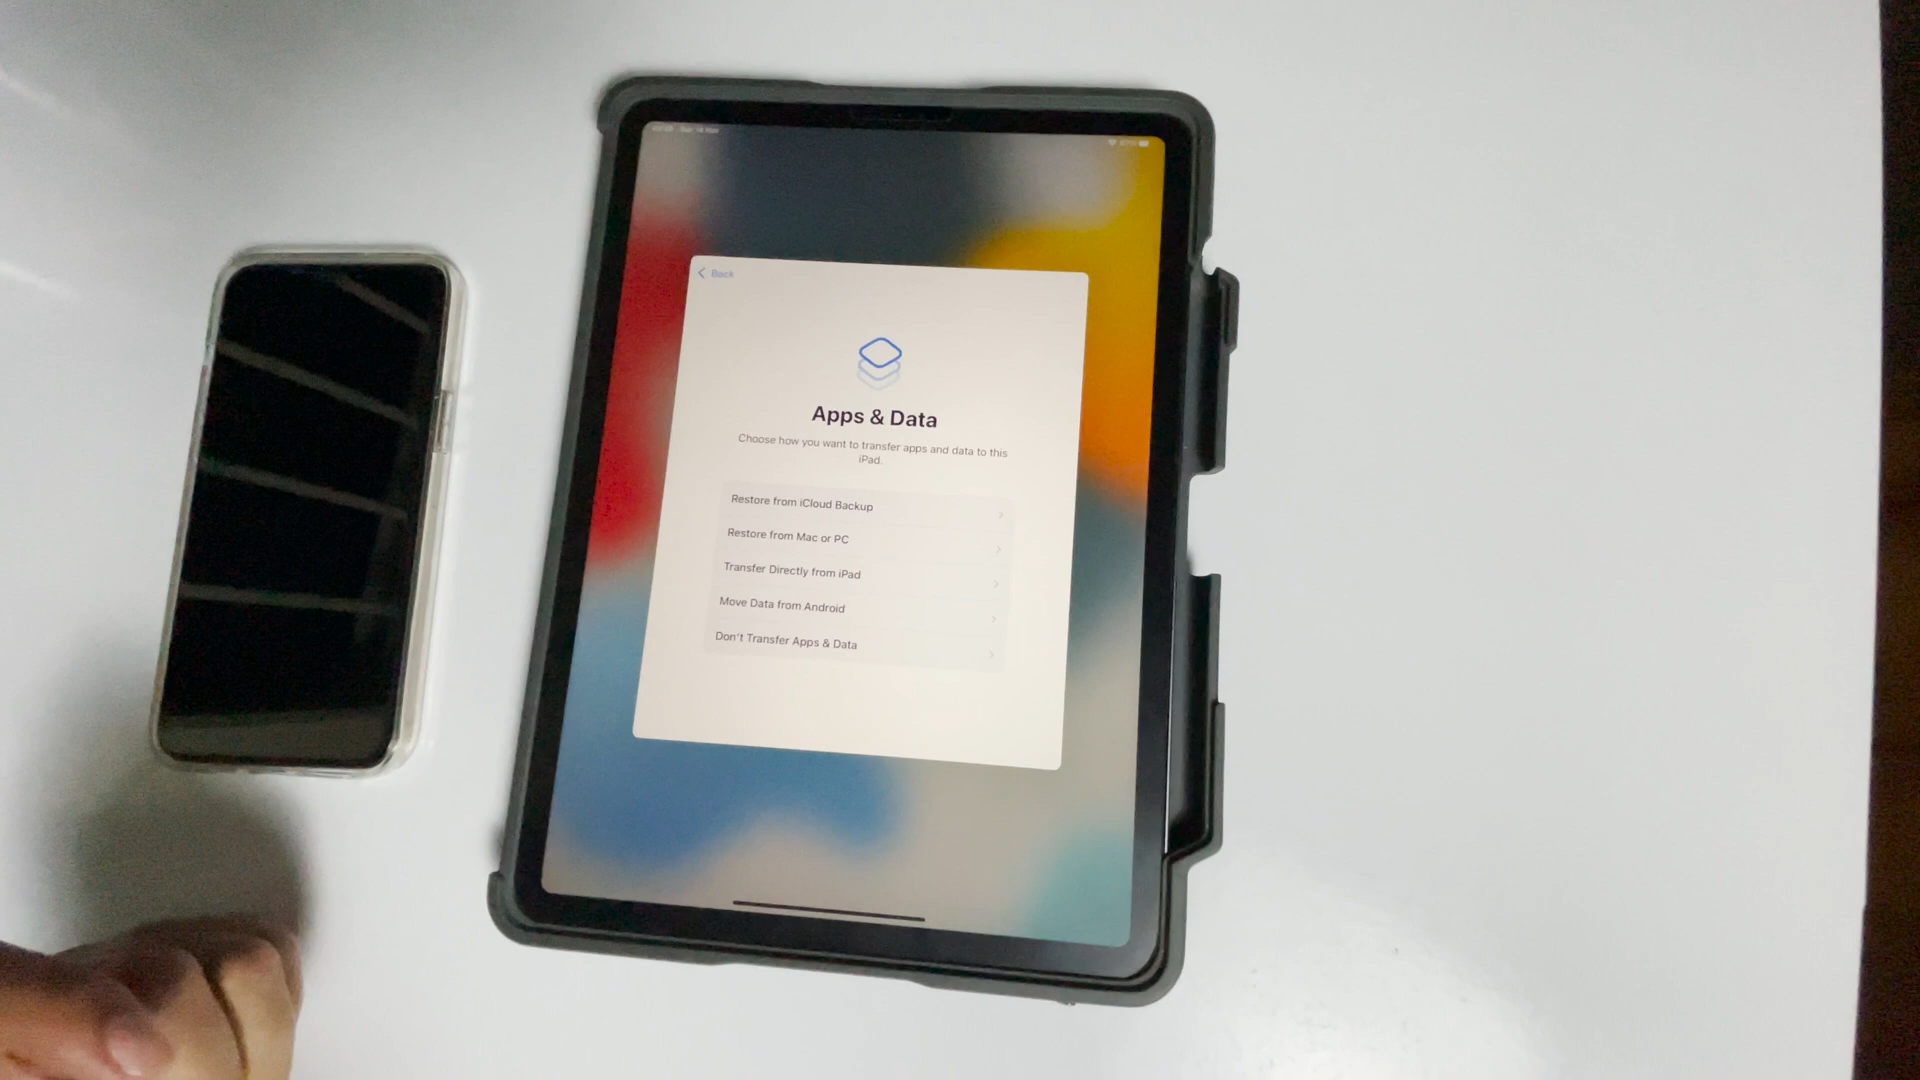 Back
Apps & Data
Choose how you want to transfer apps and data to this
iPad.
Restore from iCloud Backup
Restore from Mac or PC
Transfer Directly from iPad
Move Data from Android
Don't Transfer Apps & Data